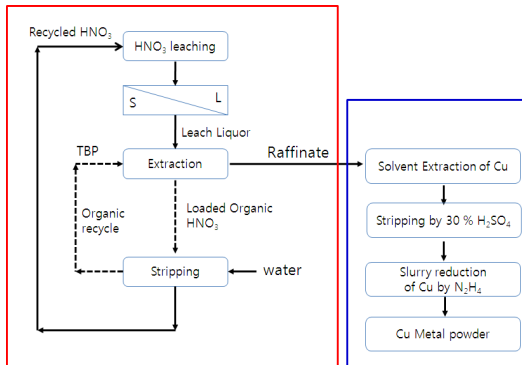 Recycled HNO₃
HNO₃ leaching
S
L
Leach Liquor
TBP
Extraction
Raffinate
Solvent Extraction of Cu
Organic
recycle
Loaded Organic
HNO₃
Stripping by 30 % H₂SO₄
Stripping
water
Slurry reduction
of Cu by N₂H₄
Cu Metal powder